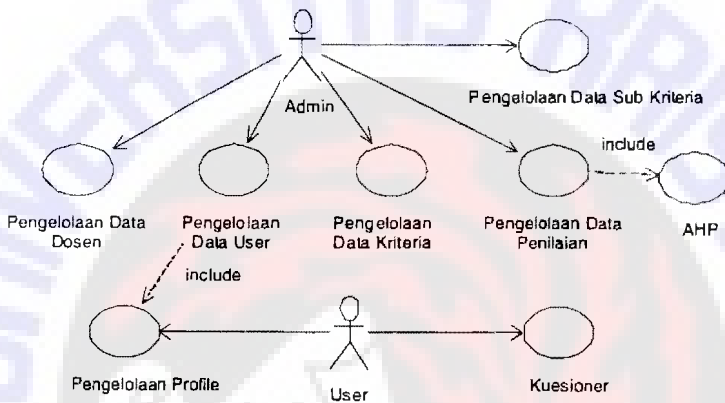 Admin
Pengelolaan Data Sub Kriteria
include
Pengelolaan Data
Dosen
Pengelolaan
Data User
Pengelolaan
Data Kriteria
Pengelolaan Data
Penilaian
AHP
include
Pengelolaan Profile
User
Kuesioner